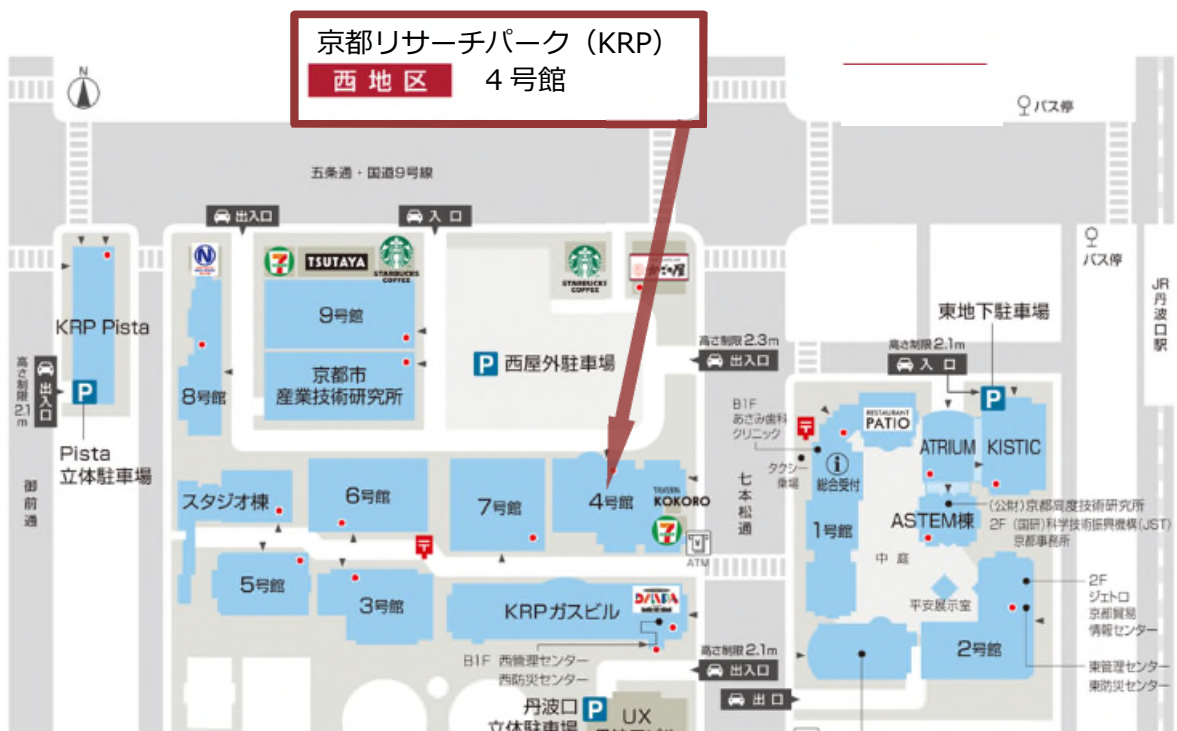 京都リサーチパーク（KRP）
西地区 4号館
N
バス停
五条通・国道9号線
出入口
入口
N
7
TSUTAYA
STARBUCKS
COFFEE
STARBUCKS
COFFEE
バス停
JR丹波口駅
KRP Pista
9号館
東地下駐車場
高さ制限2.3m
出入口
高さ制限2.1m
入口
高さ制限2.1m
出入口
P
8号館
京都市
産業技術研究所
P 西屋外駐車場
P
B1F
あさみ歯科
クリニック
RESTAURANT
PATIO
ATRIUM
KISTIC
Pista
立体駐車場
タクシー
乗場
総合受付
御前通
スタジオ棟
6号館
7号館
4号館
KOKORO
7
ATM
七本松通
1号館
ASTEM棟
(公財)京都高度技術研究所
2F (国研)科学技術振興機構(JST)
京都事務所
中庭
5号館
3号館
KRPガスビル
平安展示室
2F
ジェトロ
京都貿易
情報センター
2号館
B1F 西管理センター
西防災センター
高さ制限2.1m
出入口
東管理センター
東防災センター
出口
丹波口
立体駐車場
P
UX